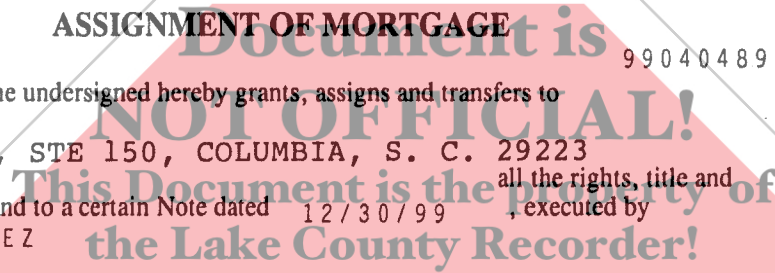 ASSIGNMENT OF MORTGAGE
Document is
99040489
undersigned hereby grants, assigns and transfers to
NOT OFFICIAL!
, STE 150, COLUMBIA, S. C. 29223
all the rights, title and
This Document is the property of
to a certain Note dated 12/30/99 , executed by
EZ
the Lake County Recorder!